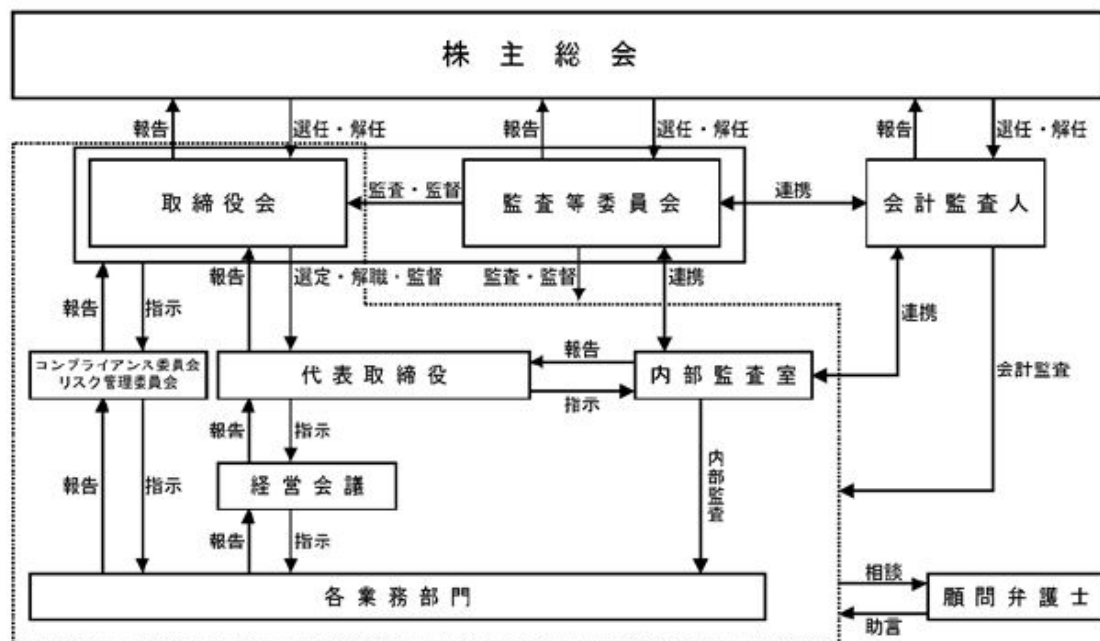 株主総会
報告
選任・解任
報告
選任・解任
報告
選任・解任
取締役会
監査・監督
監査等委員会
連携
会計監査人
報告
選定・解職・監督
監査・監督
連携
報告
指示
連携
コンプライアンス委員会
リスク管理委員会
代表取締役
報告
指示
内部監査室
会計監査
報告
指示
経営会議
報告
指示
内部監査
報告
指示
各業務部門
相談
助言
顧問弁護士